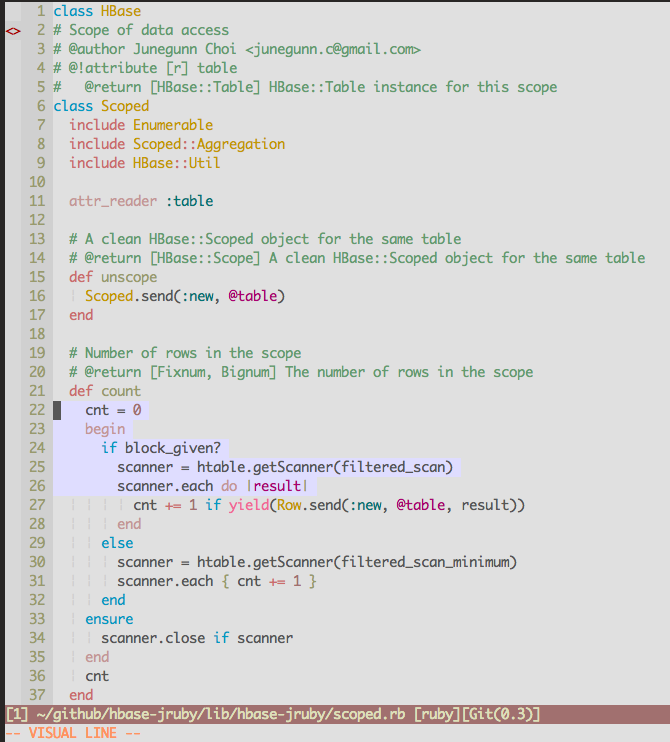 1 class HBase
<> 2 # Scope of data access
3 # @author Junegunn Choi <junegunn.c@gmail.com>
4 # @!attribute [r] table
5 #   @return [HBase::Table] HBase::Table instance for this scope
6 class Scoped
7   include Enumerable
8   include Scoped::Aggregation
9   include HBase::Util
10
11   attr_reader :table
12
13   # A clean HBase::Scoped object for the same table
14   # @return [HBase::Scope] A clean HBase::Scoped object for the same table
15   def unscope
16   ¦ Scoped.send(:new, @table)
17   end
18
19   # Number of rows in the scope
20   # @return [Fixnum, Bignum] The number of rows in the scope
21   def count
22     cnt = 0
23     begin
24       if block_given?
25         scanner = htable.getScanner(filtered_scan)
26         scanner.each do |result|
27   ¦ ¦ ¦ ¦ cnt += 1 if yield(Row.send(:new, @table, result))
28   ¦ ¦ ¦ end
29   ¦ ¦ else
30   ¦ ¦ ¦ scanner = htable.getScanner(filtered_scan_minimum)
31   ¦ ¦ ¦ scanner.each { cnt += 1 }
32   ¦ ¦ end
33   ¦ ensure
34   ¦ ¦ scanner.close if scanner
35   ¦ end
36   ¦ cnt
37   end
[1] ~/github/hbase-jruby/lib/hbase-jruby/scoped.rb [ruby][Git(0.3)]
-- VISUAL LINE --